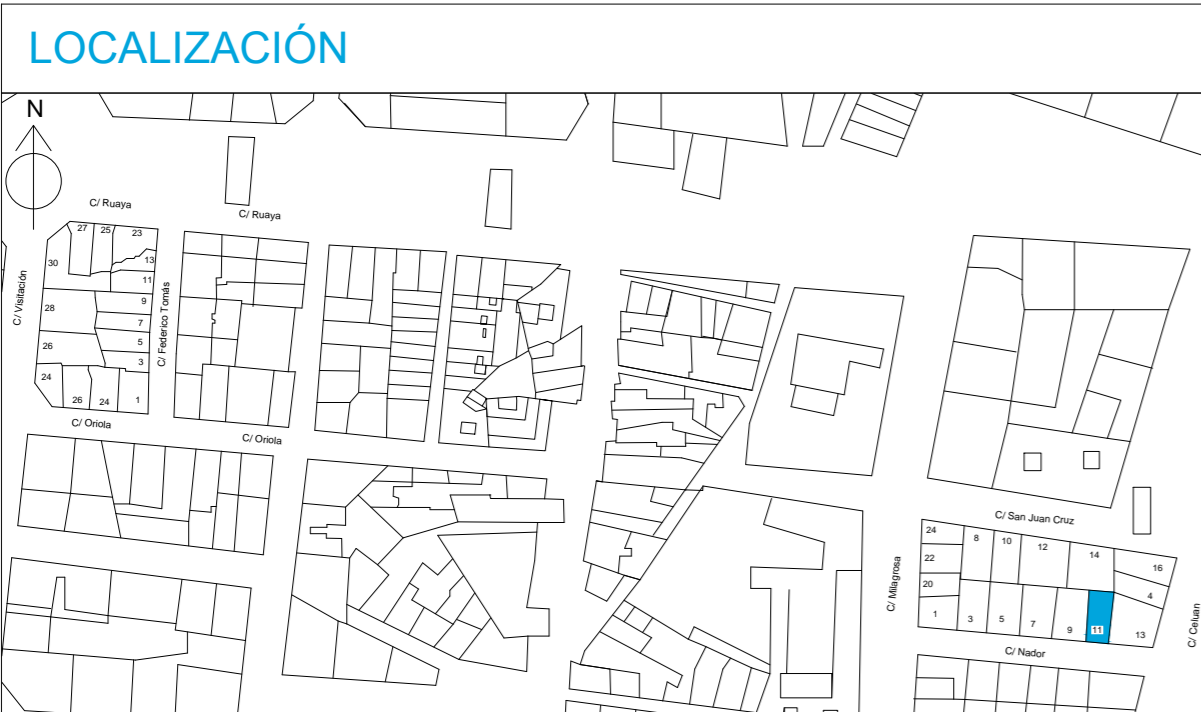 LOCALIZACIÓN
N
C/ Ruaya
C/ Ruaya
27
25
23
13
30
11
9
28
7
5
26
3
24
26
24
1
C/ Visitación
C/ Federico Tomás
C/ Oriola
C/ Oriola
C/ San Juan Cruz
24
8
10
12
14
16
22
20
4
1
3
5
7
9
11
13
C/ Milagrosa
C/ Nador
C/ Celuan